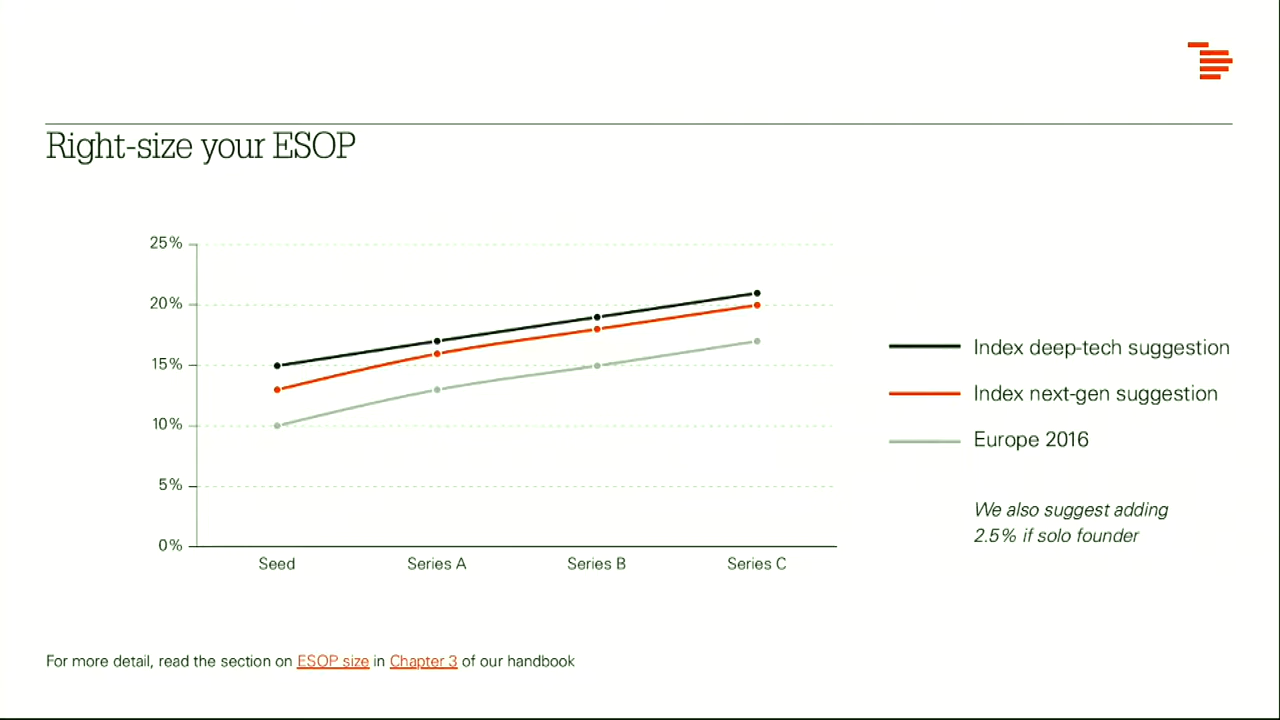 Right-size your ESOP
25%
20%
15%
10%
5%
0%
Seed
Series A
Series B
Series C
Index deep-tech suggestion
Index next-gen suggestion
Europe 2016
We also suggest adding
2.5% if solo founder
For more detail, read the section on ESOP size in Chapter 3 of our handbook